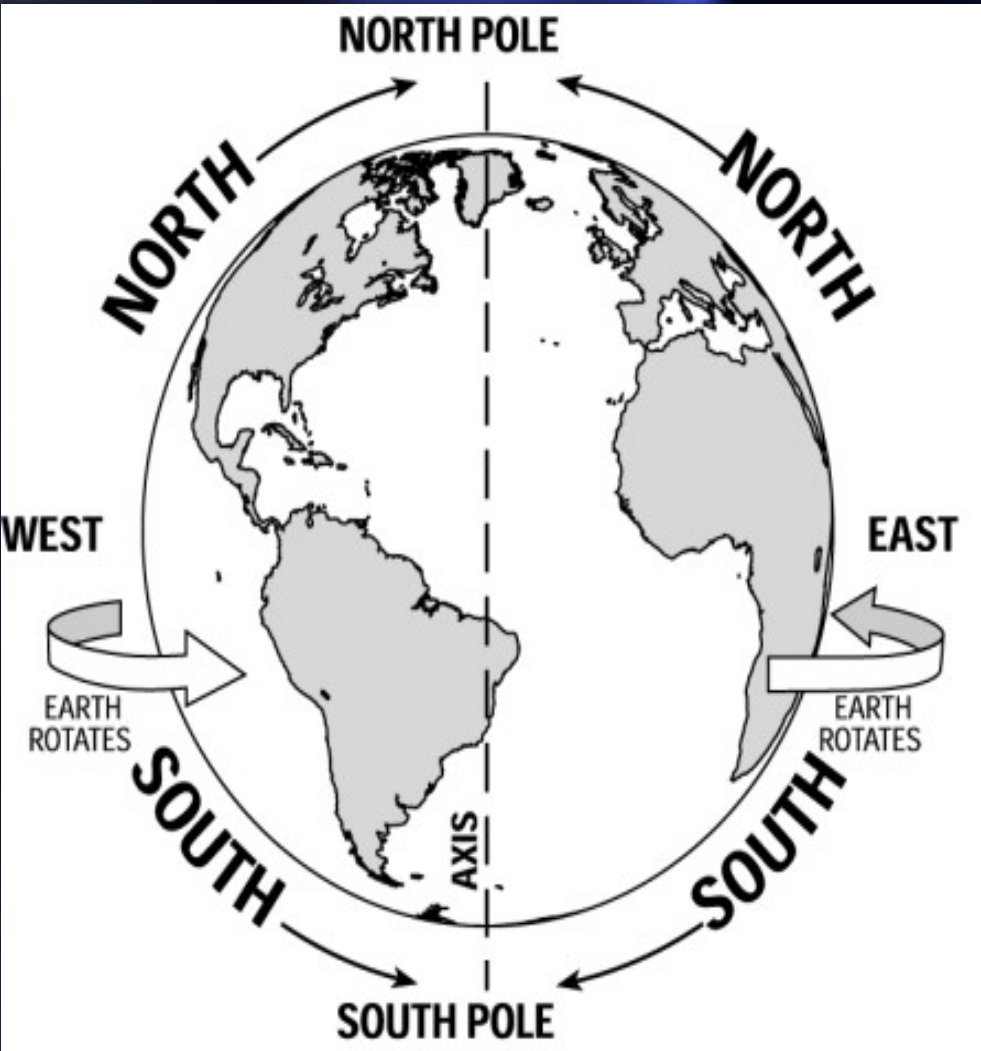 NORTH POLE
NORTH
NORTH
WEST
EAST
EARTH
ROTATES
EARTH
ROTATES
SOUTH
SOUTH
AXIS
SOUTH POLE